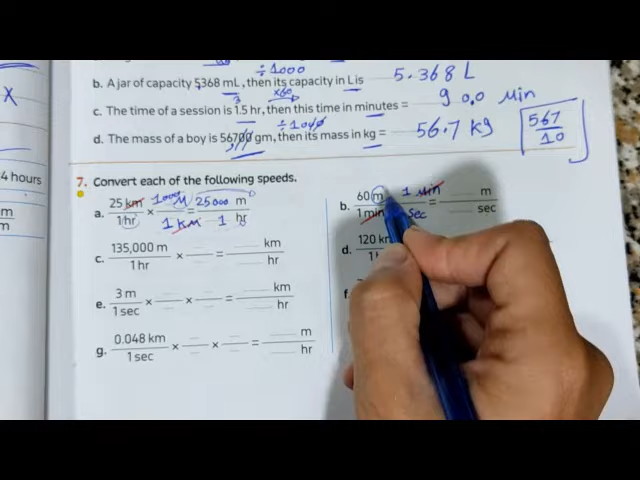 ÷1000
b. A jar of capacity 5368 mL, then its capacity in L is 5.368 L
×60
c. The time of a session is 1.5 hr, then this time in minutes = 90.0 Min
÷1000
d. The mass of a boy is 56700 gm, then its mass in kg = 56.7 kg
567
10
4 hours
m
m
X
7. Convert each of the following speeds.
a. 25 km / 1 hr × 1000 M / 1 KM = 25000 m / 1 hr
b. 60 m / 1 min 1 Min / sec = m / sec
c. 135,000 m / 1 hr × = km / hr
d. 120 km
e. 3 m / 1 sec × × = km / hr
f.
g. 0.048 km / 1 sec × × = m / hr